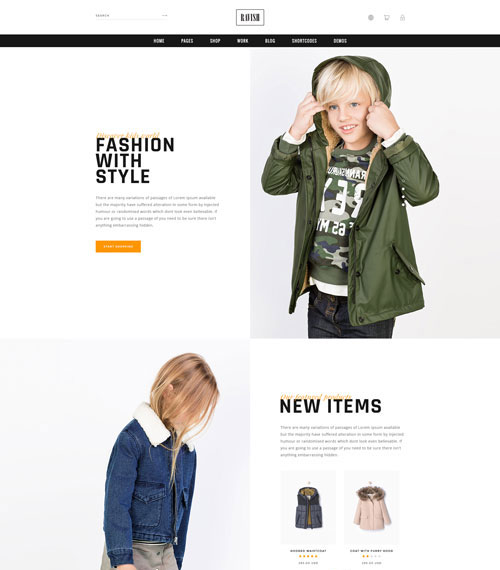 SEARCH
RAVISH
HOME PAGES SHOP WORK BLOG SHORTCODES DEMOS
FASHION
WITH
STYLE
There are many variations of passages of Lorem Ipsum available
but the majority have suffered alteration in some form by injected
humour or randomised words which dont look even believable. If
you are going to use a passage of you need to be sure there isn't
anything embarrassing hidden.
START SHOPPING
Our featured products
NEW ITEMS
There are many variations of passages of Lorem Ipsum available
but the majority have suffered alteration in some form by injected
humour or randomised words which dont look even believable. If
you are going to use a passage of you need to be sure there isn't
anything embarrassing hidden.
HOODED WAISTCOAT COAT WITH FURRY HOOD